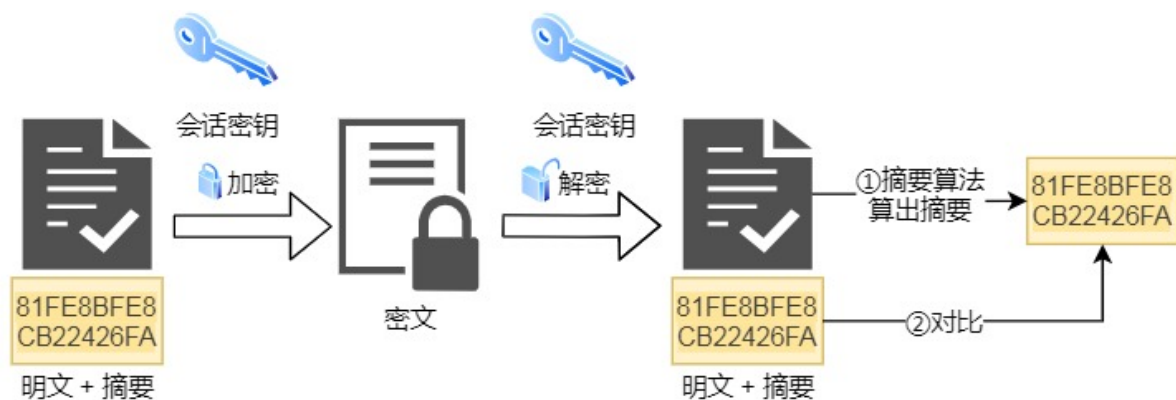 会话密钥
加密
会话密钥
解密
①摘要算法
算出摘要
81FE8BFE8
CB22426FA
81FE8BFE8
CB22426FA
明文 + 摘要
密文
81FE8BFE8
CB22426FA
明文 + 摘要
②对比